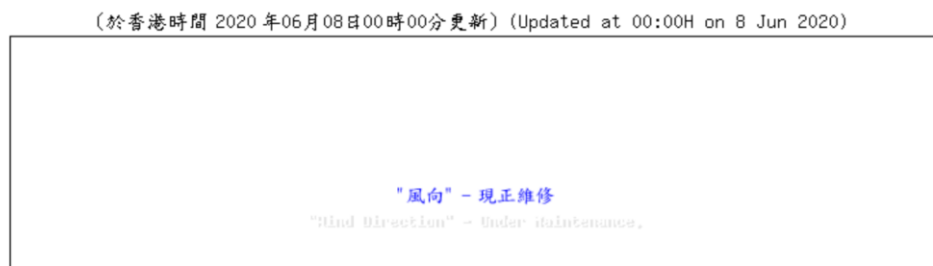 (於香港時間 2020 年06月08日00時00分更新) (Updated at 00:00H on 8 Jun 2020)
"風向" - 現正維修
"Wind Direction" - Under Maintenance.